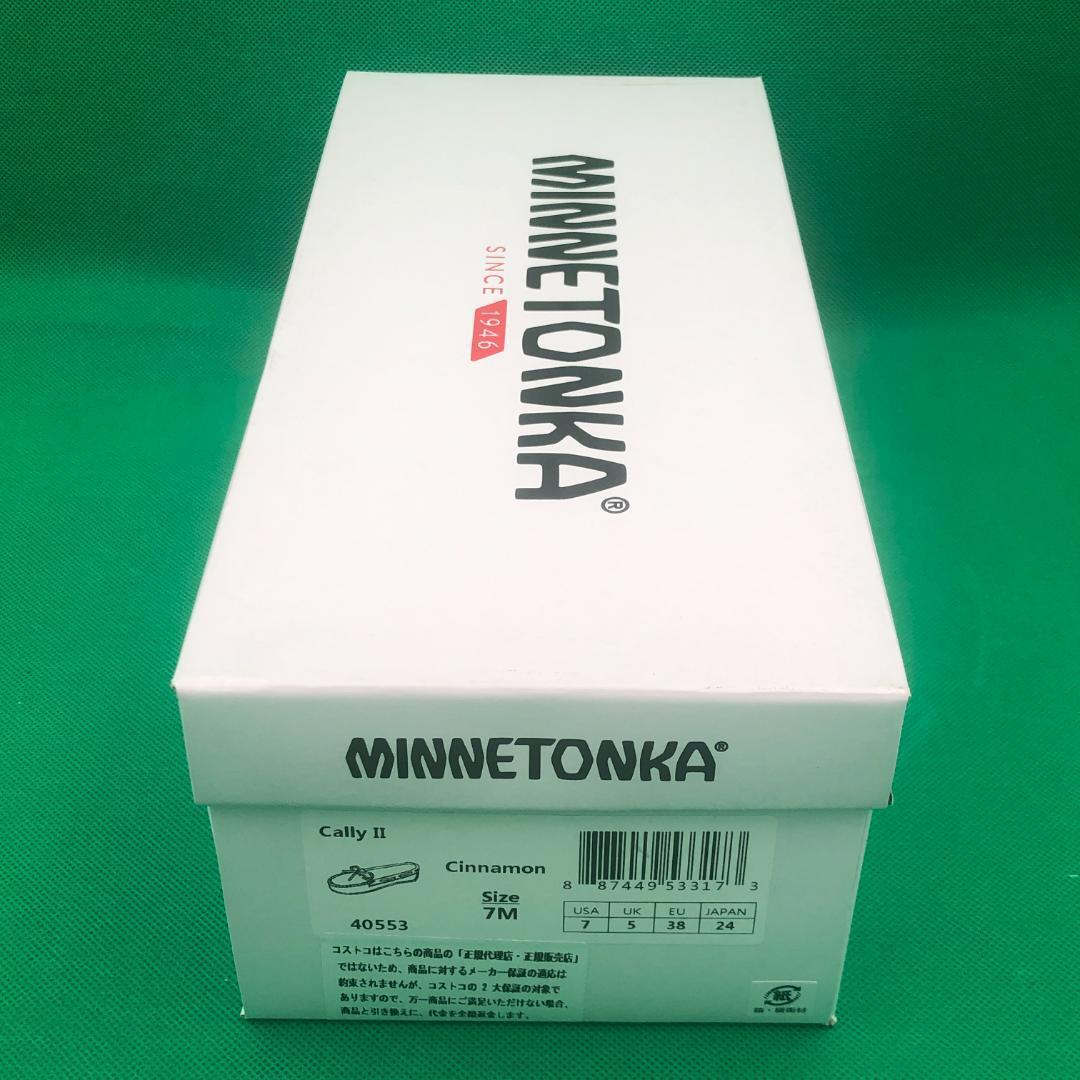 MINNETONKA®
SINCE 1946
MINNETONKA®
Cally II
Cinnamon
Size
7M
40553
8 87449 53317 3
USA UK EU JAPAN
7 5 38 24
コストコはこちらの商品の「正規代理店・正規販売店」
ではないため、商品に対するメーカー保証の適応は
約束されませんが、コストコの 2 大保証の対象で
ありますので、万一商品にご満足いただけない場合、
商品と引き換えに、代金を全額返金します。
紙
箱・緩衝材